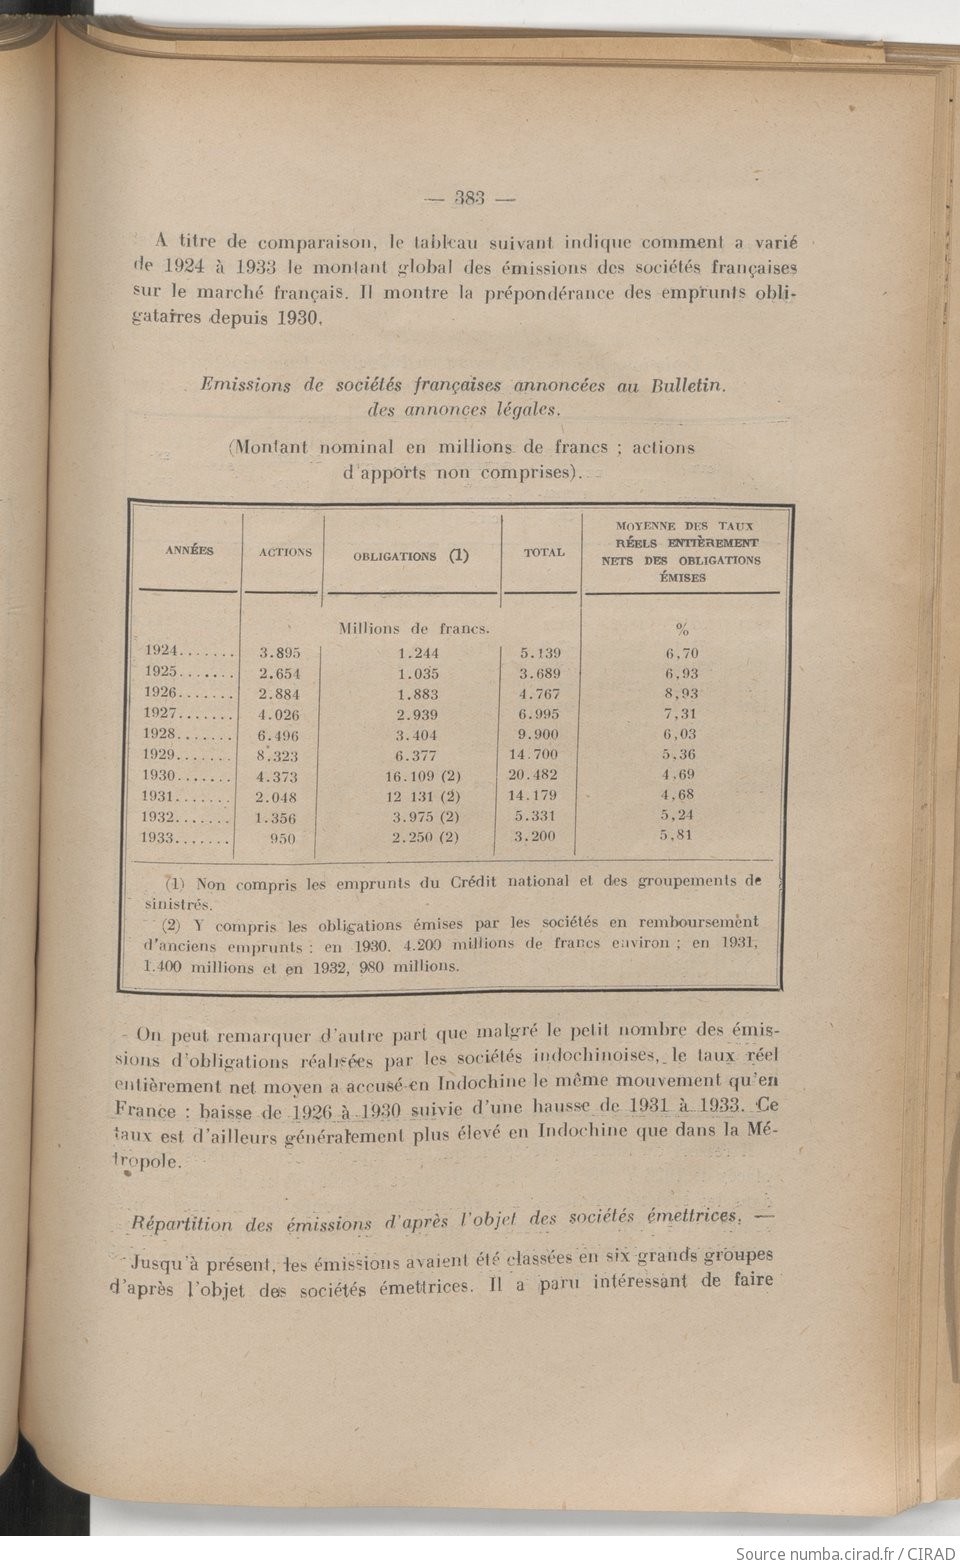 — 383 —
A titre de comparaison, le tableau suivant indique comment a varié
de 1924 à 1933 le montant global des émissions des sociétés françaises
sur le marché français. Il montre la prépondérance des emprunts obli-
gataires depuis 1930.
Emissions de sociétés françaises annoncées au Bulletin.
des annonces légales.
(Montant nominal en millions de francs ; actions
d'apports non comprises).
ANNÉES ACTIONS OBLIGATIONS (1) TOTAL MOYENNE DES TAUX
RÉELS ENTIÈREMENT
NETS DES OBLIGATIONS
ÉMISES
Millions de francs. %
1924....... 3.895 1.244 5.139 6,70
1925....... 2.654 1.035 3.689 6,93
1926....... 2.884 1.883 4.767 8,93
1927....... 4.026 2.939 6.995 7,31
1928....... 6.496 3.404 9.900 6,03
1929....... 8.323 6.377 14.700 5,36
1930....... 4.373 16.109 (2) 20.482 4,69
1931....... 2.048 12 131 (2) 14.179 4,68
1932....... 1.356 3.975 (2) 5.331 5,24
1933....... 950 2.250 (2) 3.200 5,81
(1) Non compris les emprunts du Crédit national et des groupements de
sinistrés.
(2) Y compris les obligations émises par les sociétés en remboursement
d'anciens emprunts : en 1930, 4.200 millions de francs environ ; en 1931,
1.400 millions et en 1932, 980 millions.
On peut remarquer d'autre part que malgré le petit nombre des émis-
sions d'obligations réalisées par les sociétés indochinoises, le taux réel
entièrement net moyen a accusé en Indochine le même mouvement qu'en
France : baisse de 1926 à 1930 suivie d'une hausse de 1931 à 1933. Ce
taux est d'ailleurs généralement plus élevé en Indochine que dans la Mé-
tropole.
Répartition des émissions d'après l'objet des sociétés émettrices. —
Jusqu'à présent, les émissions avaient été classées en six grands groupes
d'après l'objet des sociétés émettrices. Il a paru intéressant de faire
Source numba.cirad.fr / CIRAD